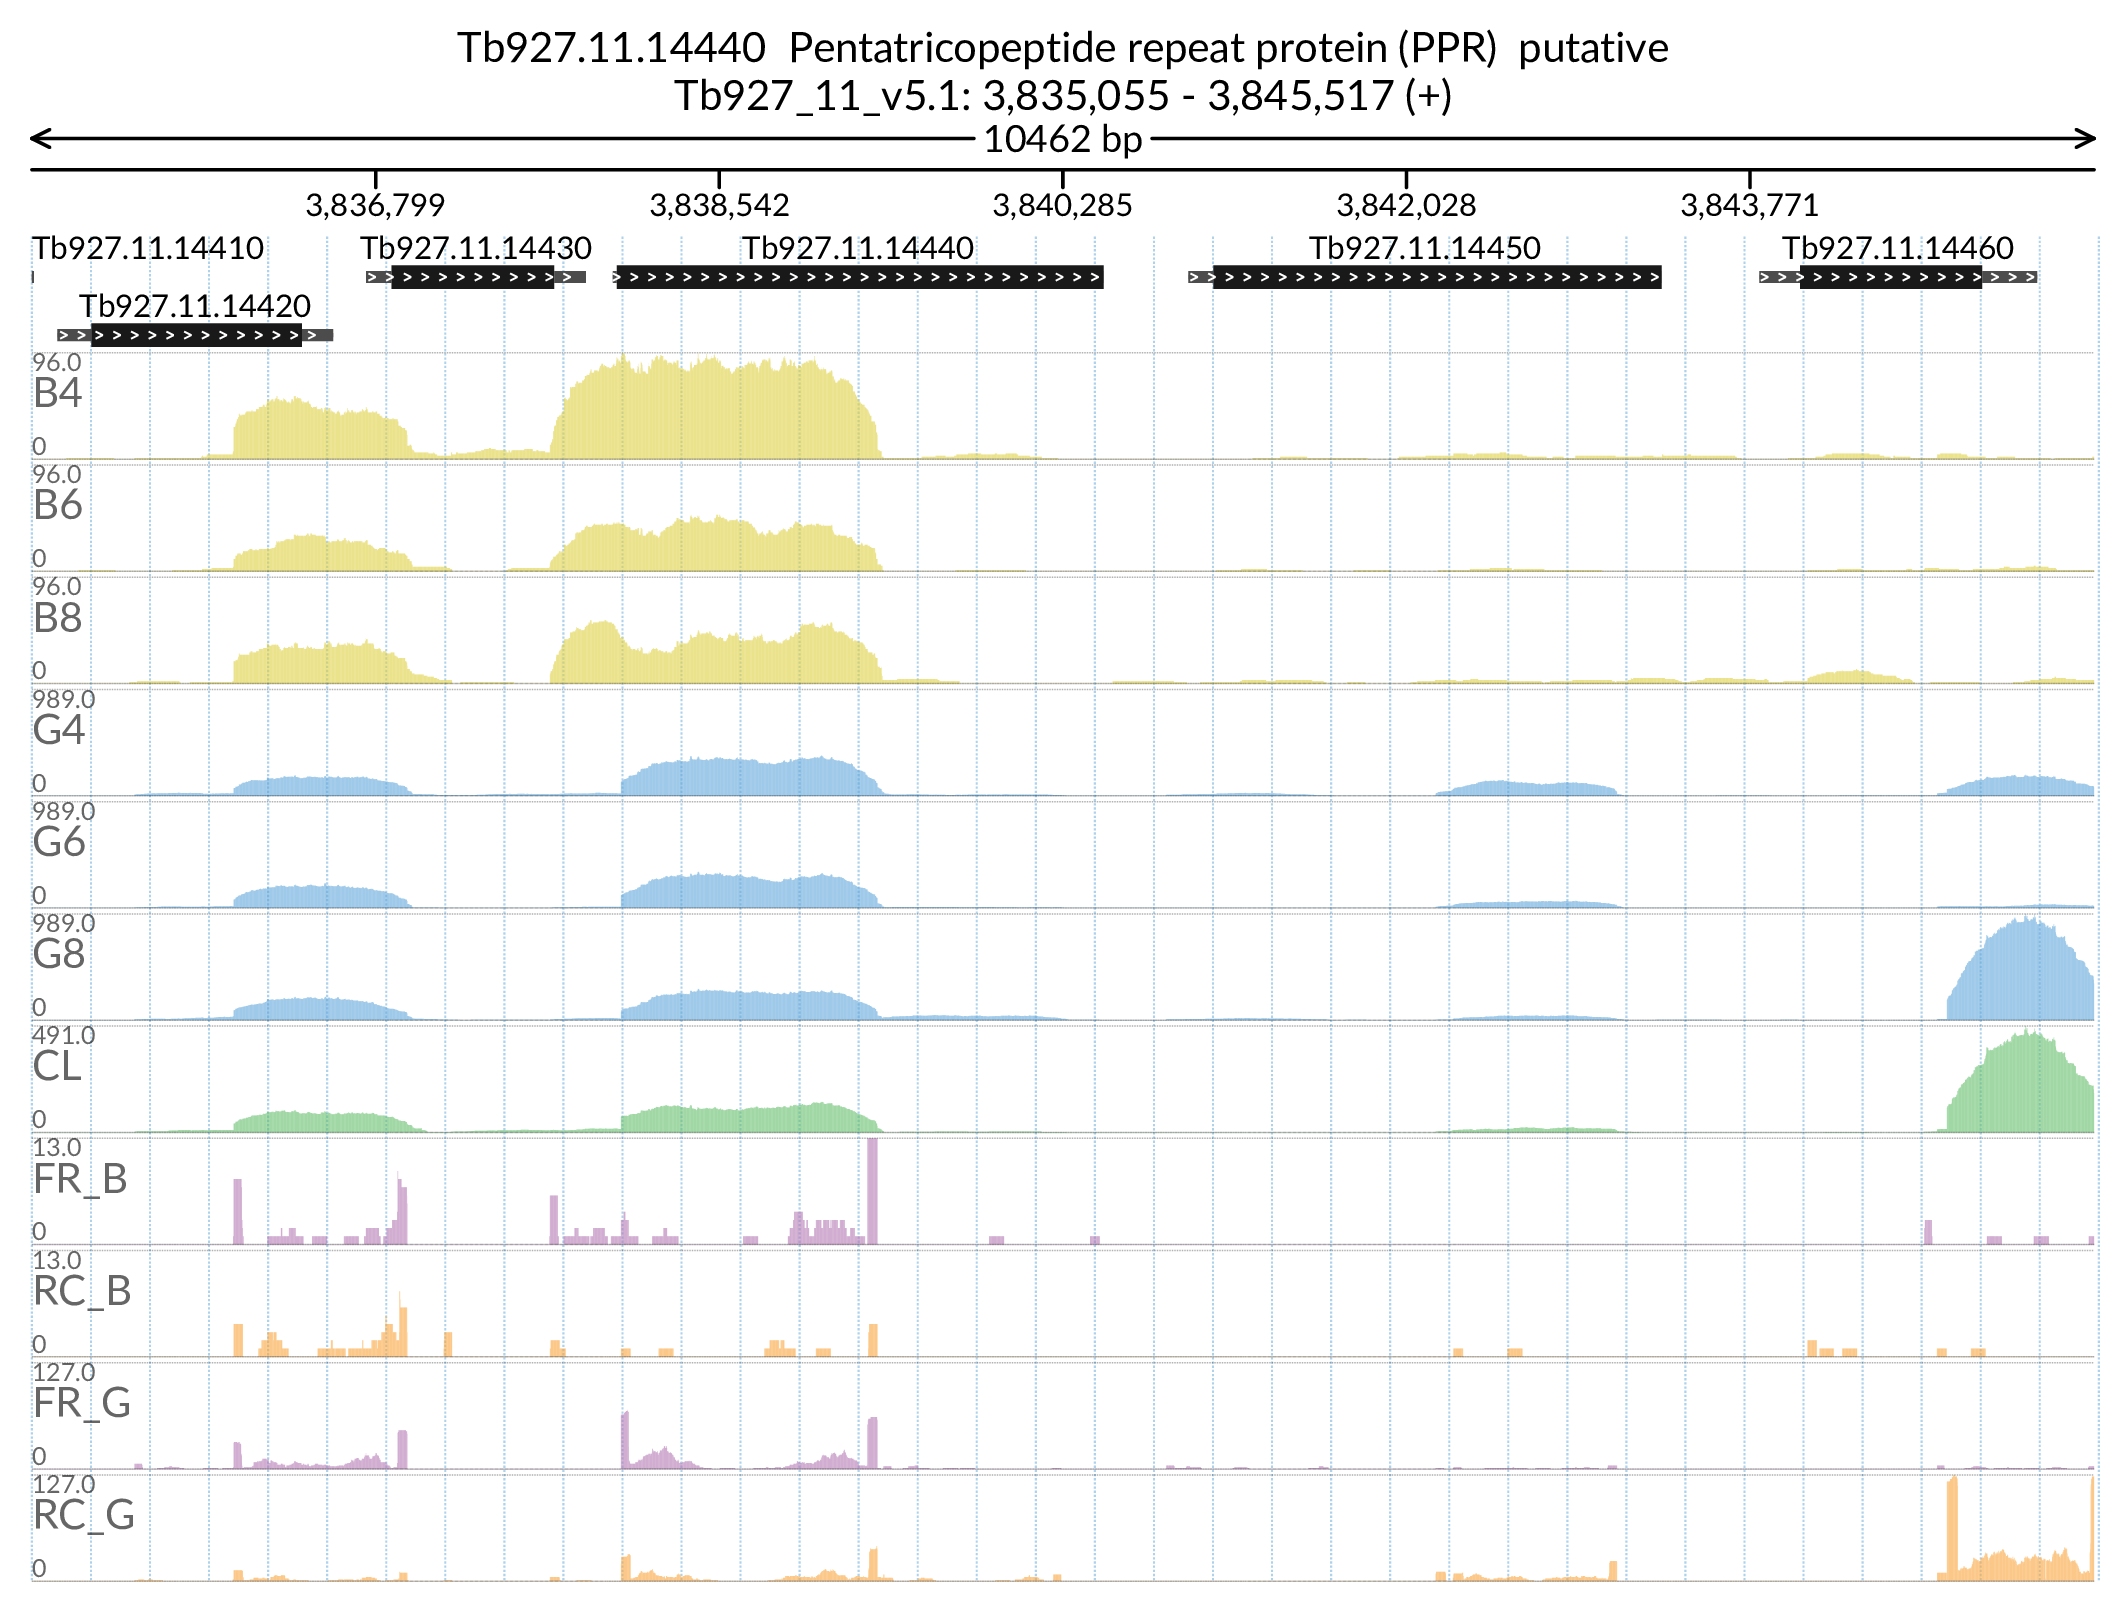 Tb927.11.14440 Pentatricopeptide repeat protein (PPR) putative
Tb927_11_v5.1: 3,835,055 - 3,845,517 (+)
10462 bp
3,836,799 3,838,542 3,840,285 3,842,028 3,843,771
Tb927.11.14410 Tb927.11.14430 Tb927.11.14440 Tb927.11.14450 Tb927.11.14460
Tb927.11.14420
96.0
B4
0
96.0
B6
0
96.0
B8
0
989.0
G4
0
989.0
G6
0
989.0
G8
0
491.0
CL
0
13.0
FR_B
0
13.0
RC_B
0
127.0
FR_G
0
127.0
RC_G
0